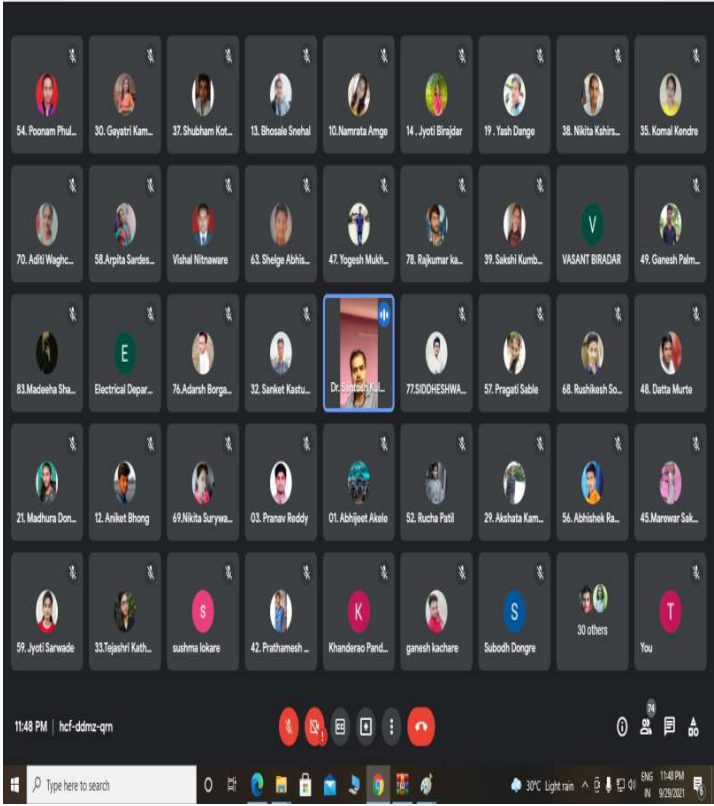 54. Poonam Phul... 30. Gayatri Kam... 37. Shubham Kot... 13. Bhosale Snehal 10.Namrata Amge 14 . Jyoti Birajdar 19 . Yash Dange 38. Nikita Kshirs... 35. Komal Kendre
V
70. Aditi Waghc... 58.Arpita Sardes... Vishal Nitnaware 63. Shelge Abhis... 47. Yogesh Mukh... 78. Rajkumar ka... 39. Sakshi Kumb... VASANT BIRADAR 49. Ganesh Palm...
E
83.Madeeha Sha... Electrical Depar... 76.Adarsh Borga... 32. Sanket Kastu... Dr. Santosh Kul... 77.SIDDHESHWA... 57. Pragati Sable 68. Rushikesh So... 48. Datta Murte
21. Madhura Don... 12. Aniket Bhong 69.Nikita Surywa... 03. Pranav Reddy 01. Abhijeet Akele 52. Rucha Patil 29. Akshata Kam... 56. Abhishek Ra... 45.Marewar Sak...
S K S T
59. Jyoti Sarwade 33.Tejashri Kath... sushma lokare 42. Prathamesh ... Khanderao Pand... ganesh kachare Subodh Dongre 30 others You
11:48 PM | hcf-ddmz-qrn 74
Type here to search 30°C Light rain ENG 11:48 PM
IN 9/29/2021 6